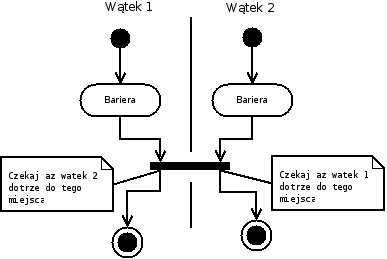 Wątek 1
Wątek 2
Bariera
Bariera
Czekaj az watek 2
dotrze do tego
miejsca
Czekaj az watek 1
dotrze do tego
miejsca